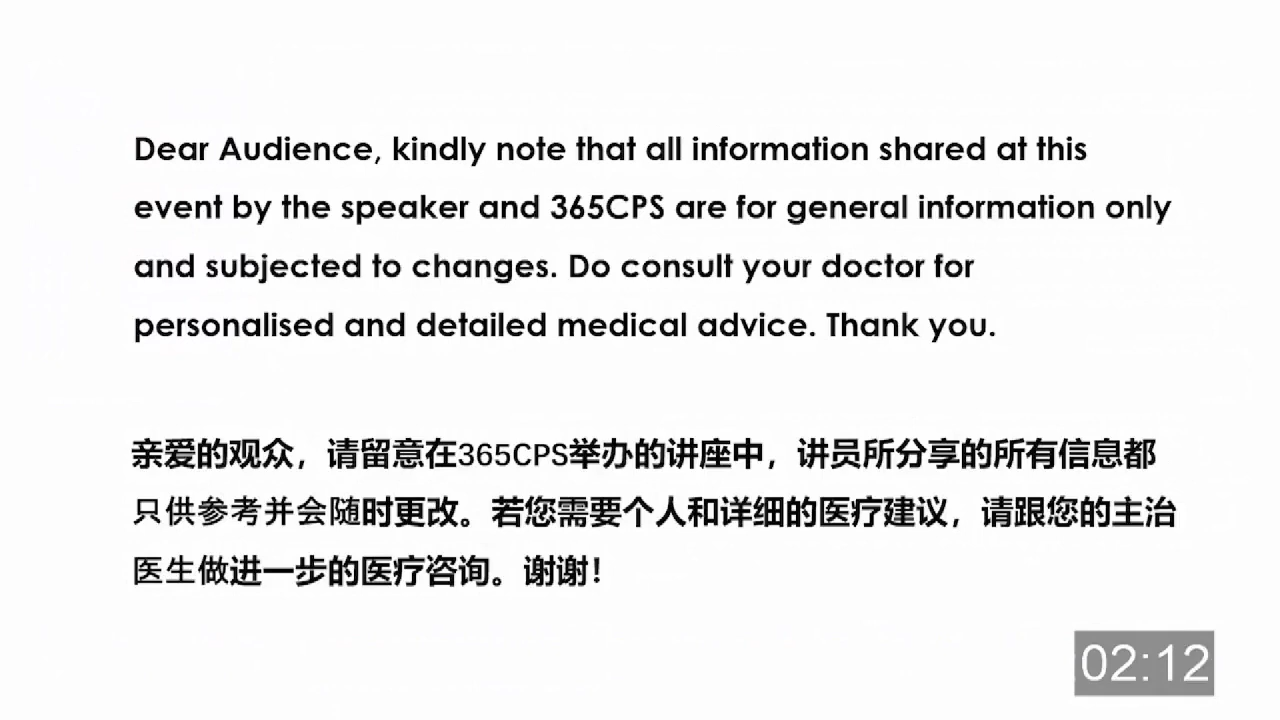 Dear Audience, kindly note that all information shared at this
event by the speaker and 365CPS are for general information only
and subjected to changes. Do consult your doctor for
personalised and detailed medical advice. Thank you.
亲爱的观众，请留意在365CPS举办的讲座中，讲员所分享的所有信息都
只供参考并会随时更改。若您需要个人和详细的医疗建议，请跟您的主治
医生做进一步的医疗咨询。谢谢！
02:12